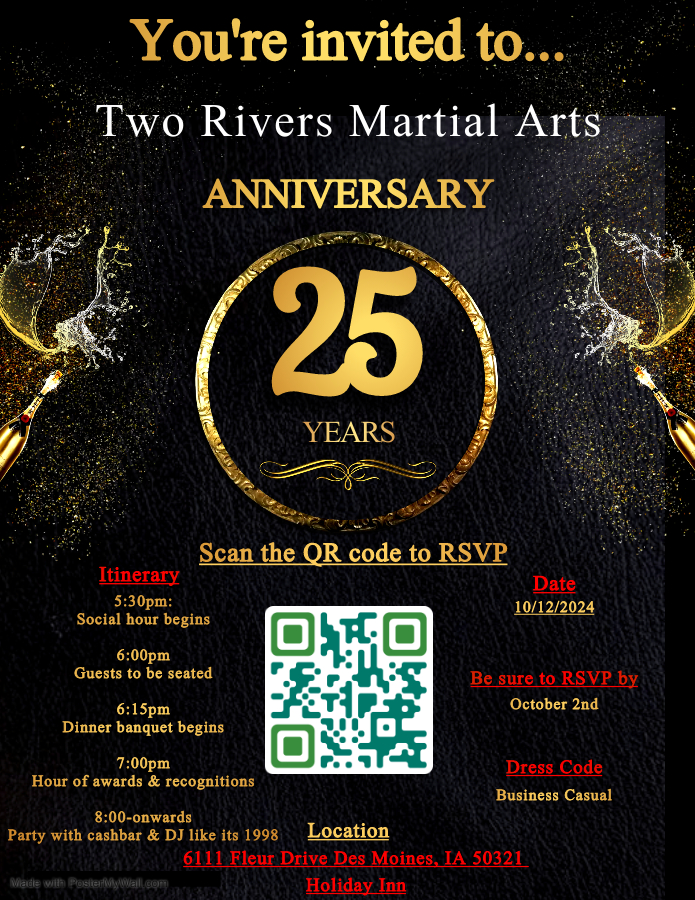 You're invited to...
Two Rivers Martial Arts
ANNIVERSARY
25
YEARS
Scan the QR code to RSVP
Itinerary
5:30pm:
Social hour begins
6:00pm
Guests to be seated
6:15pm
Dinner banquet begins
7:00pm
Hour of awards & recognitions
8:00-onwards
Party with cashbar & DJ like its 1998
Date
10/12/2024
Be sure to RSVP by
October 2nd
Dress Code
Business Casual
Location
6111 Fleur Drive Des Moines, IA 50321
Holiday Inn
Made with PosterMyWall.com